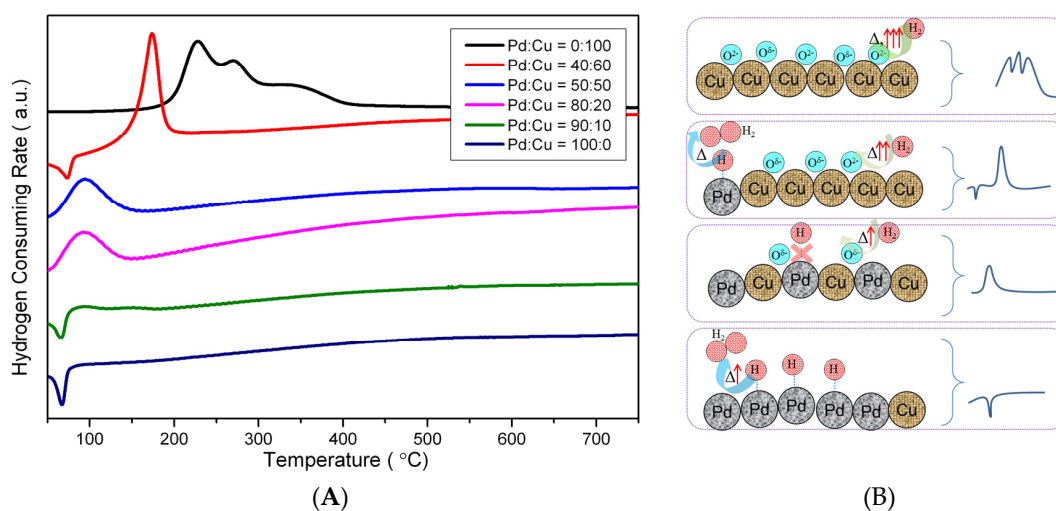 Hydrogen Consuming Rate ( a.u.)
Pd:Cu = 0:100
Pd:Cu = 40:60
Pd:Cu = 50:50
Pd:Cu = 80:20
Pd:Cu = 90:10
Pd:Cu = 100:0
100 200 300 400 500 600 700
Temperature ( °C)
(A)
Δ H₂
O²⁻ Oᵟ⁻ O²⁻ Oᵟ⁻ O²⁻
Cu Cu Cu Cu Cu Cu
H₂
Δ H Oᵟ⁻ Oᵟ⁻ O²⁻ Δ H₂
Pd Cu Cu Cu Cu Cu
H Δ H₂
Oᵟ⁻ Oᵟ⁻
Pd Cu Pd Cu Pd Cu
H₂
Δ H H H
Pd Pd Pd Pd Pd Cu
(B)